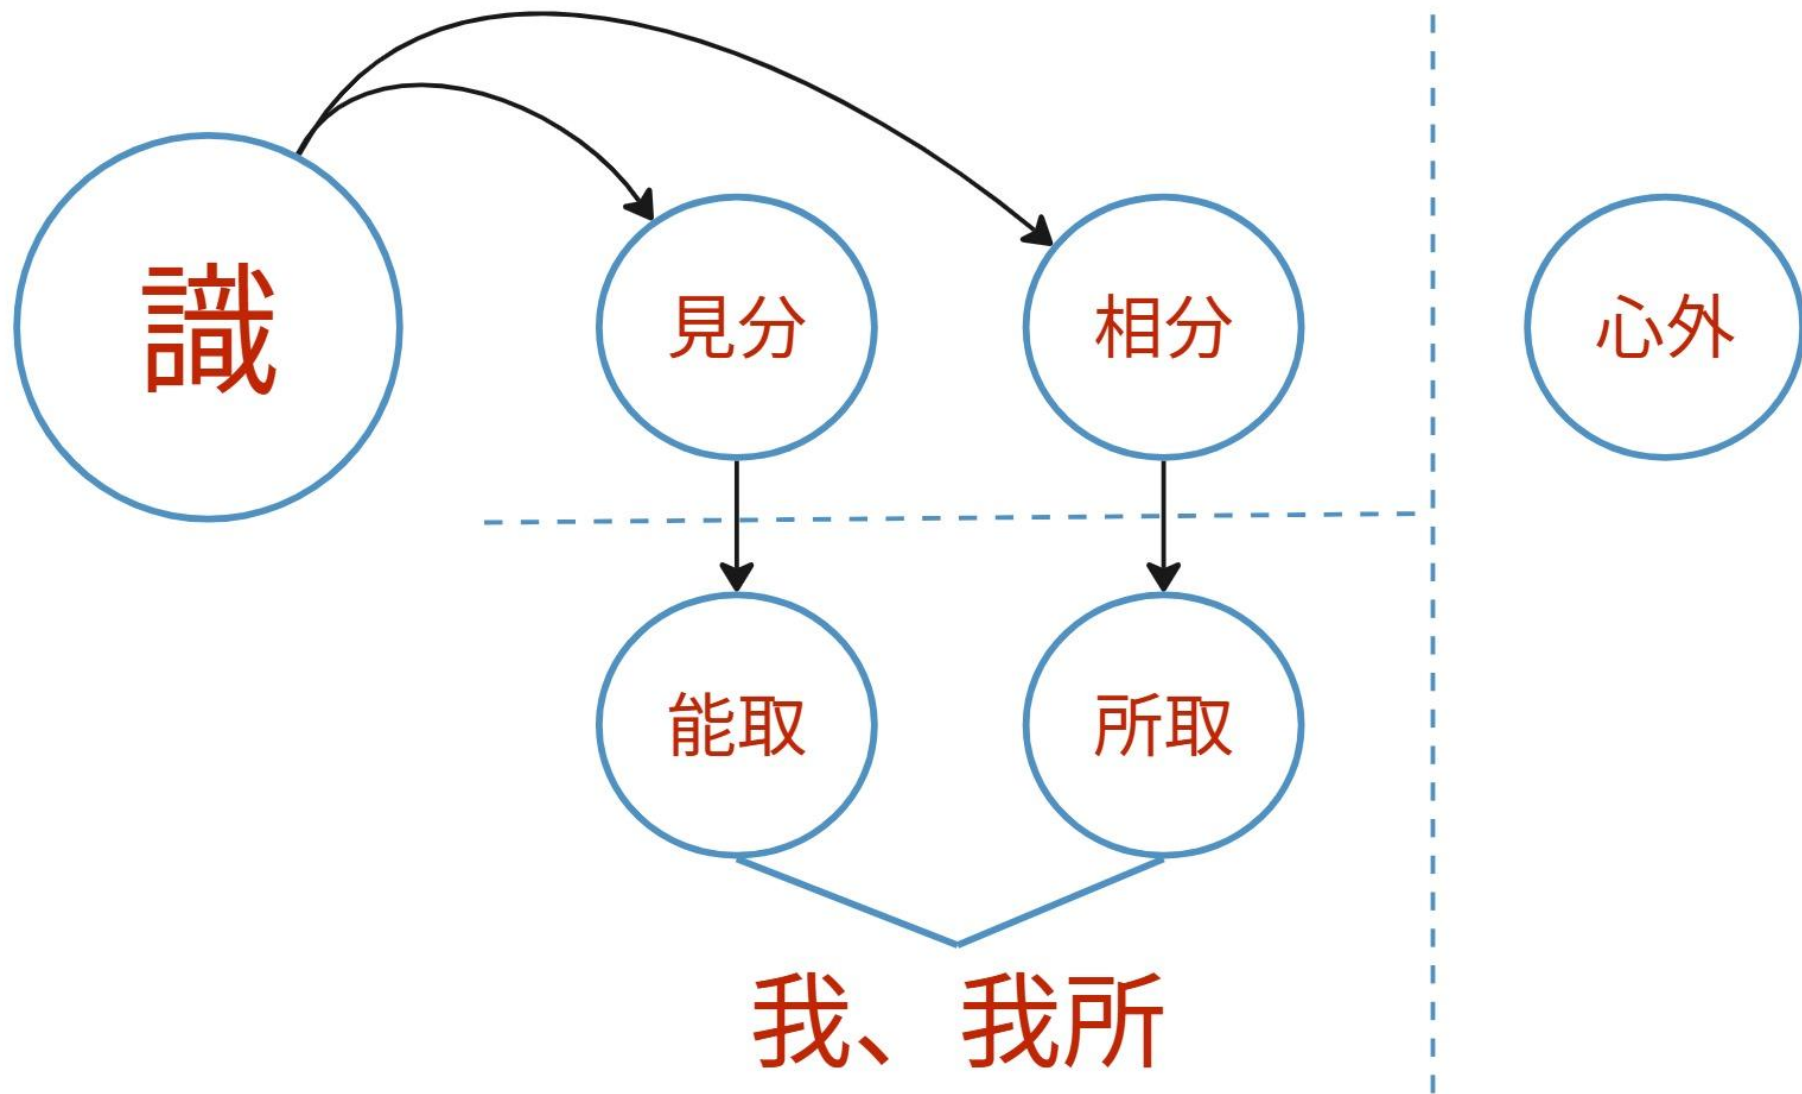 識
見分
相分
心外
能取
所取
我、我所